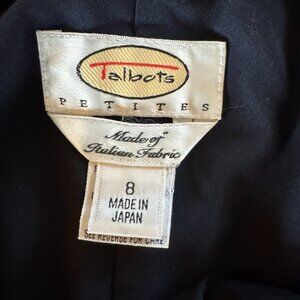 Talbots
PETITES
Made of
Italian Fabric
8
MADE IN
JAPAN
SEE REVERSE FOR CARE